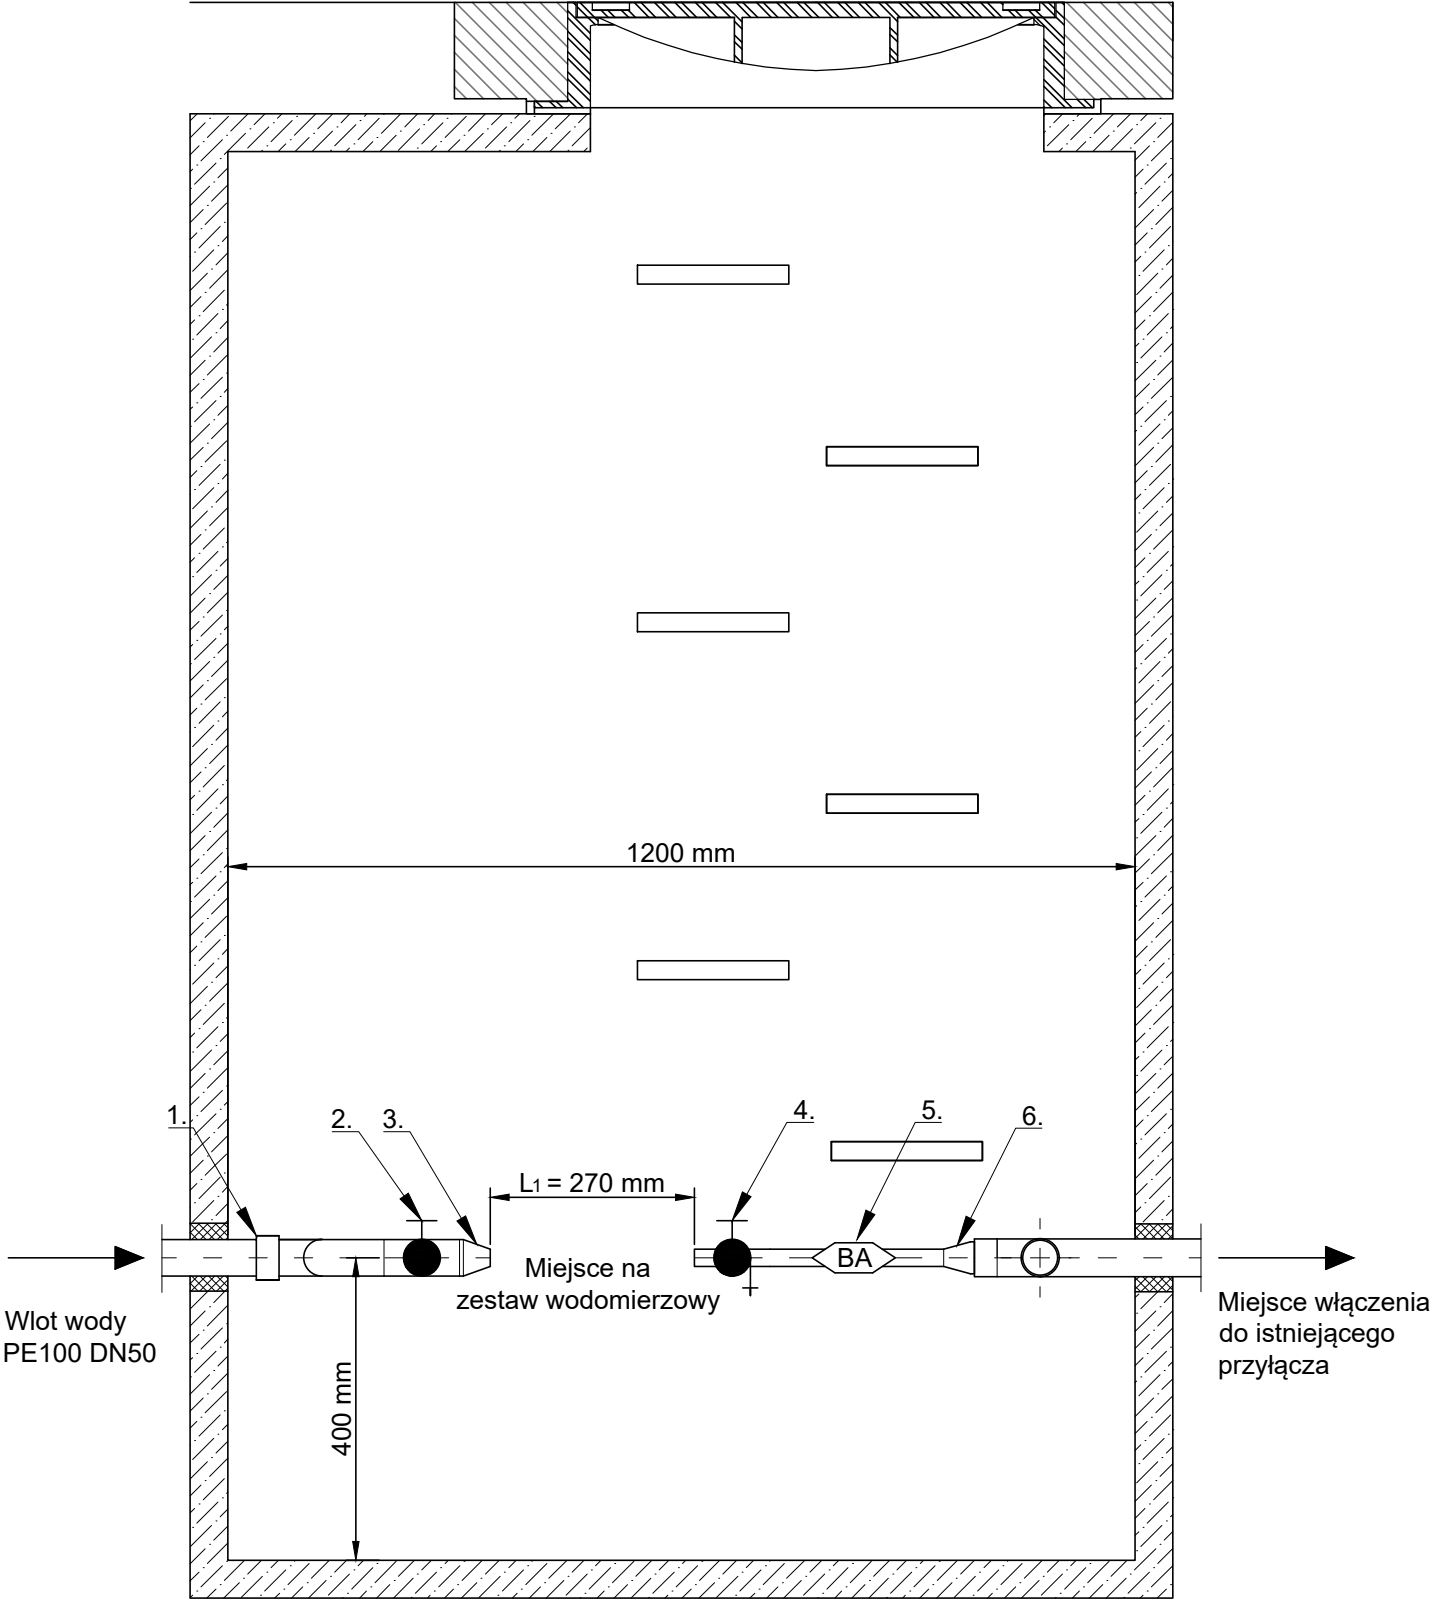 1200 mm
1.
2.
3.
4.
5.
6.
L1 = 270 mm
BA
Miejsce na
zestaw wodomierzowy
Wlot wody
PE100 DN50
Miejsce włączenia
do istniejącego
przyłącza
400 mm